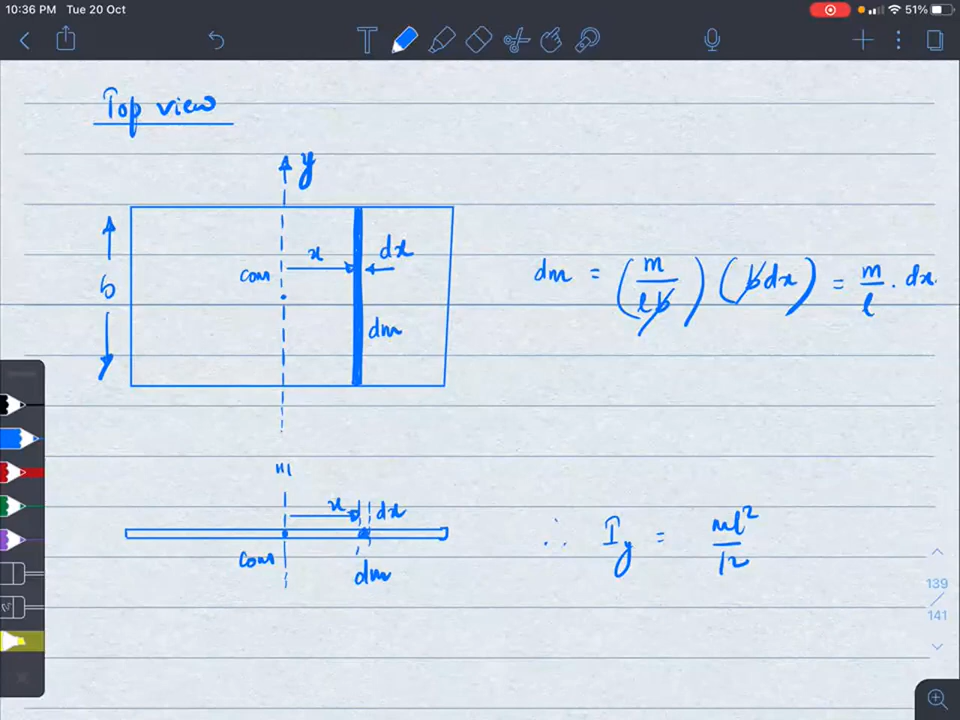 10:36 PM Tue 20 Oct
51%
T
Top view
y
x
dx
com
b
dm
dm = (m/lb) (bdx) = m/l . dx
m
x
dx
com
dm
∴ Iy = ml²/12
139
141